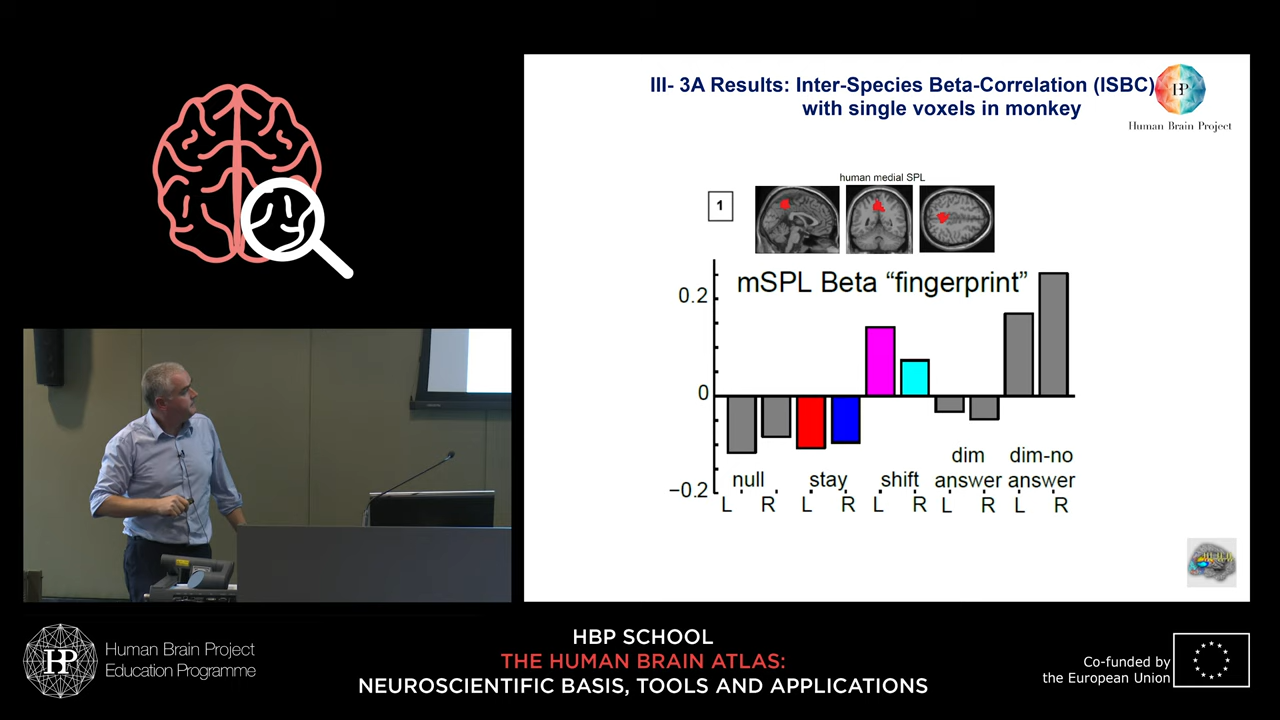 III- 3A Results: Inter-Species Beta-Correlation (ISBC)
with single voxels in monkey
HBP
Human Brain Project
human medial SPL
1
mSPL Beta “fingerprint”
0.2
0
−0.2
null
stay
shift
dim
answer
dim-no
answer
L R L R L R L R L R
HBP
Human Brain Project
Education Programme
HBP SCHOOL
THE HUMAN BRAIN ATLAS:
NEUROSCIENTIFIC BASIS, TOOLS AND APPLICATIONS
Co-funded by
the European Union